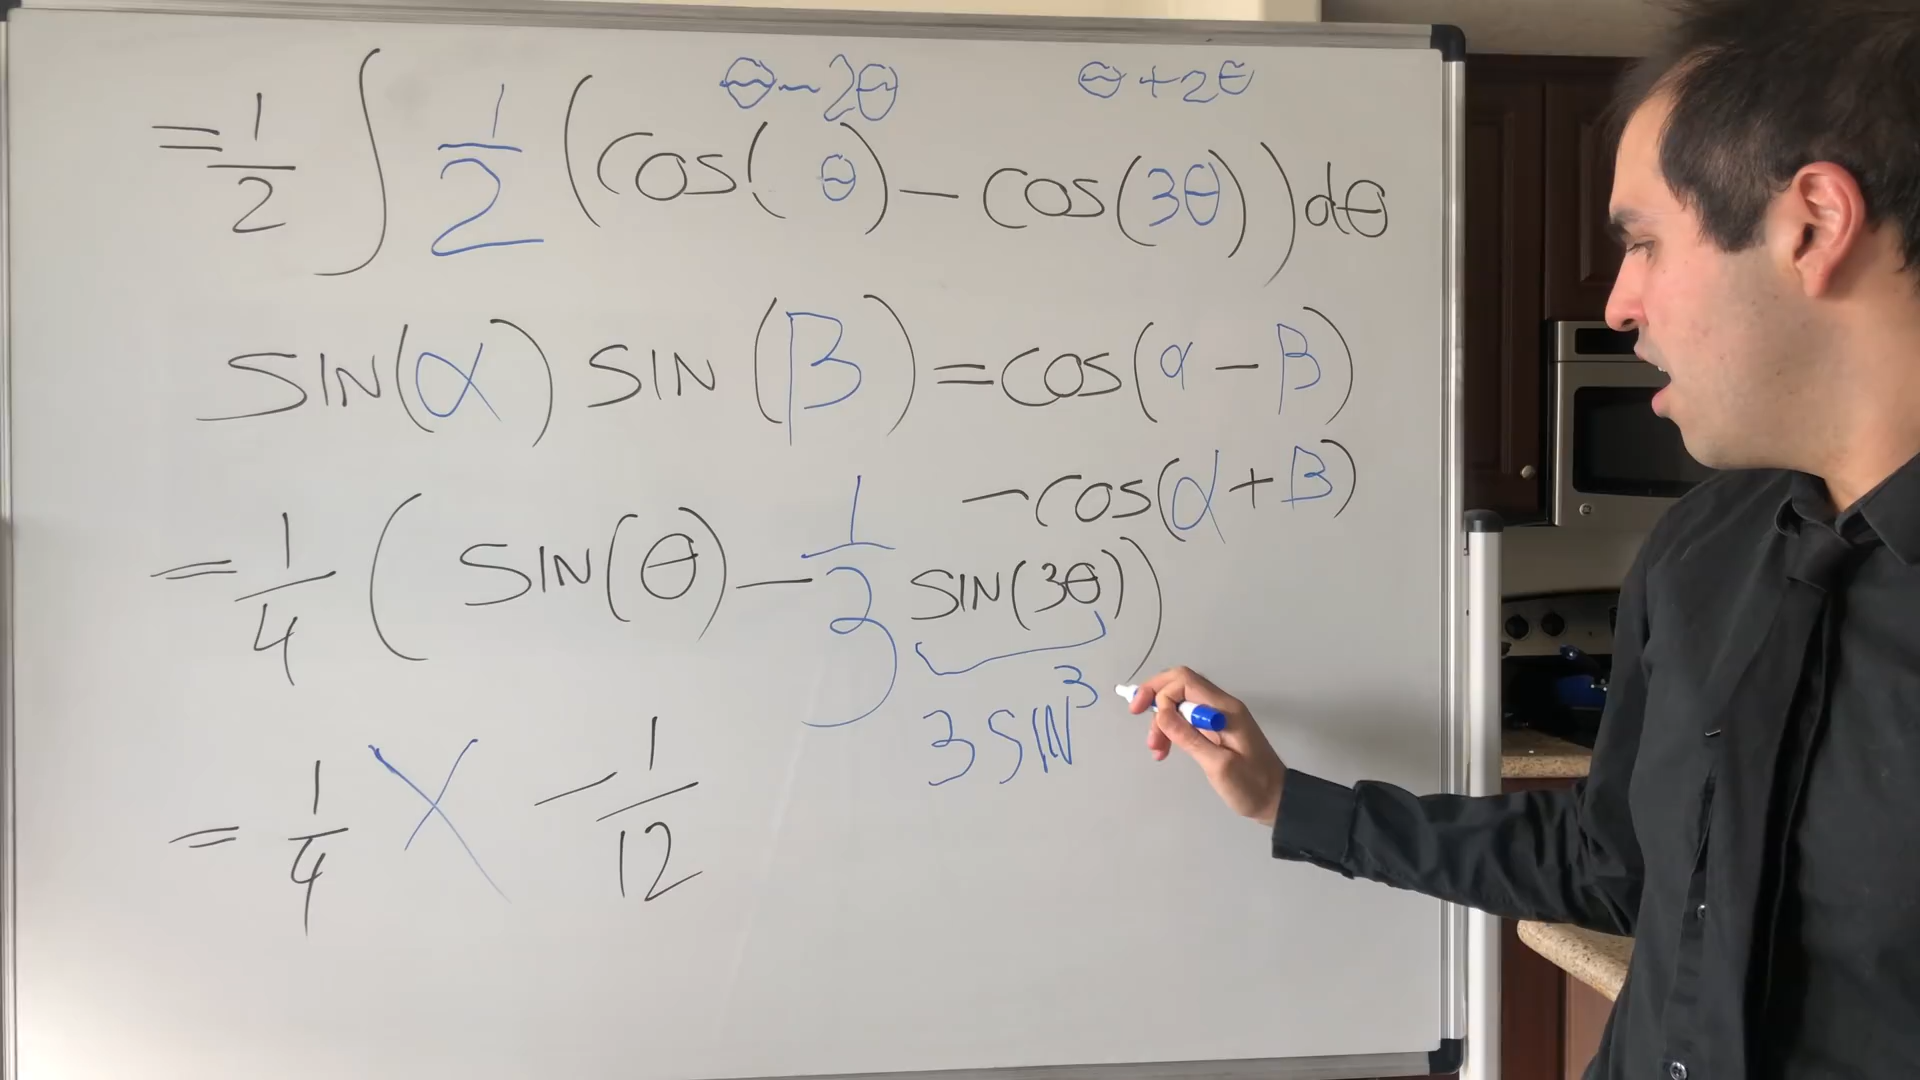 θ-2θ θ+2θ
= 1/2 ∫ 1/2 (cos( θ) - cos(3θ)) dθ
SIN(α) SIN(β) = cos(α - β)
- cos(α + β)
= 1/4 ( SIN(θ) - 1/3 SIN(3θ))
3 SIN³
= 1/4 X - 1/12